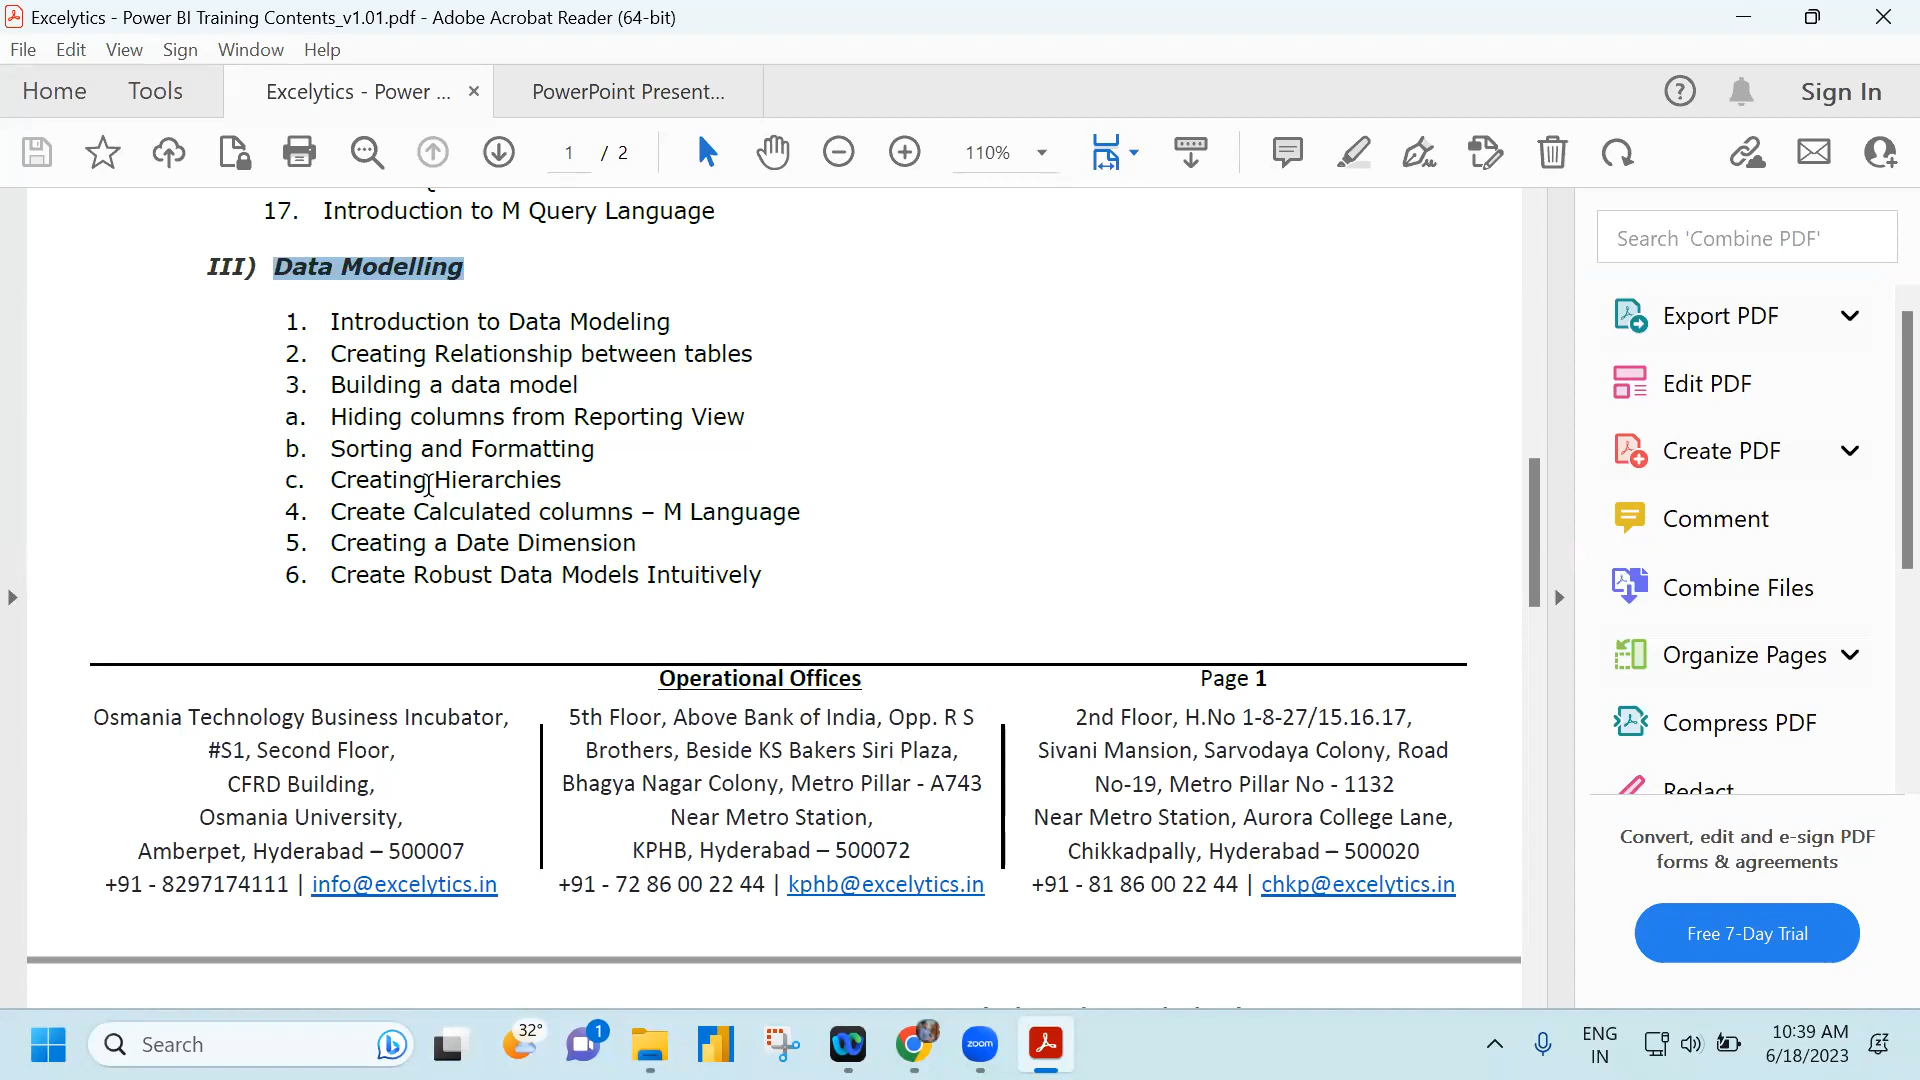 Excelytics - Power BI Training Contents_v1.01.pdf - Adobe Acrobat Reader (64-bit)
File Edit View Sign Window Help
Home Tools Excelytics - Power ... × PowerPoint Present... Sign In
1 / 2 110%
17. Introduction to M Query Language
III) Data Modelling
1. Introduction to Data Modeling
2. Creating Relationship between tables
3. Building a data model
a. Hiding columns from Reporting View
b. Sorting and Formatting
c. Creating Hierarchies
4. Create Calculated columns – M Language
5. Creating a Date Dimension
6. Create Robust Data Models Intuitively
Operational Offices Page 1
Osmania Technology Business Incubator,
#S1, Second Floor,
CFRD Building,
Osmania University,
Amberpet, Hyderabad – 500007
+91 - 8297174111 | info@excelytics.in
5th Floor, Above Bank of India, Opp. R S
Brothers, Beside KS Bakers Siri Plaza,
Bhagya Nagar Colony, Metro Pillar - A743
Near Metro Station,
KPHB, Hyderabad – 500072
+91 - 72 86 00 22 44 | kphb@excelytics.in
2nd Floor, H.No 1-8-27/15.16.17,
Sivani Mansion, Sarvodaya Colony, Road
No-19, Metro Pillar No - 1132
Near Metro Station, Aurora College Lane,
Chikkadpally, Hyderabad – 500020
+91 - 81 86 00 22 44 | chkp@excelytics.in
Search 'Combine PDF'
Export PDF
Edit PDF
Create PDF
Comment
Combine Files
Organize Pages
Compress PDF
Redact
Convert, edit and e-sign PDF
forms & agreements
Free 7-Day Trial
Search 32° 1 zoom ENG
IN
10:39 AM
6/18/2023